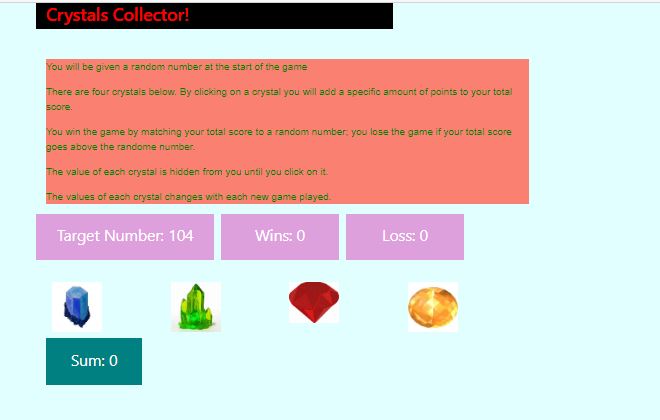 Crystals Collector!
You will be given a random number at the start of the game
There are four crystals below. By clicking on a crystal you will add a specific amount of points to your total
score.
You win the game by matching your total score to a random number; you lose the game if your total score
goes above the randome number.
The value of each crystal is hidden from you until you click on it.
The values of each crystal changes with each new game played.
Target Number: 104 Wins: 0 Loss: 0
Sum: 0